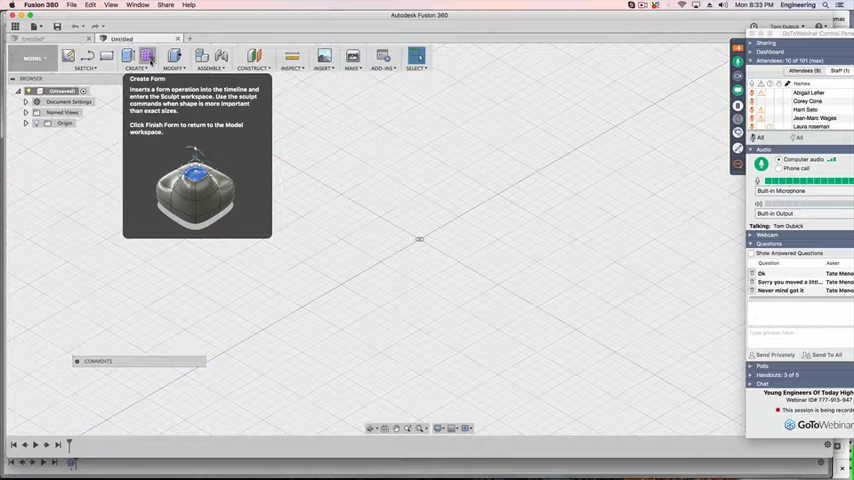 Fusion 360 File Edit View Window Share Help
Mon 8:33 PM Engineering
Autodesk Fusion 360
Untitled*
Untitled
MODEL
SKETCH
CREATE
MODIFY
ASSEMBLE
CONSTRUCT
INSPECT
INSERT
MAKE
ADD-INS
SELECT
BROWSER
(Unsaved)
Document Settings
Named Views
Origin
Create Form
Inserts a form operation into the timeline and
enters the Sculpt workspace. Use the sculpt
commands when shape is more important
than exact sizes.
Click Finish Form to return to the Model
workspace.
COMMENTS
Tom Dubick
GoToWebinar Control Pan
Sharing
Dashboard
Attendees: 10 of 101 (max)
Attendees (9)
Staff (1)
Abigail Lefler
Corey Cone
Harri Seto
Jean-Marc Wages
Laura roseman
All
All
Audio
Computer audio
Phone call
Built-in Microphone
Built-in Output
Talking: Tom Dubick
Webcam
Questions
Show Answered Questions
Question Asker
Ok Tate Meno
Sorry you moved a littl... Tate Meno
Never mind got it Tate Meno
Send Privately Send To All
Polls
Handouts: 3 of 5
Chat
Young Engineers Of Today High
Webinar ID# 777-913-947
This session is being recorde
GoToWebinar